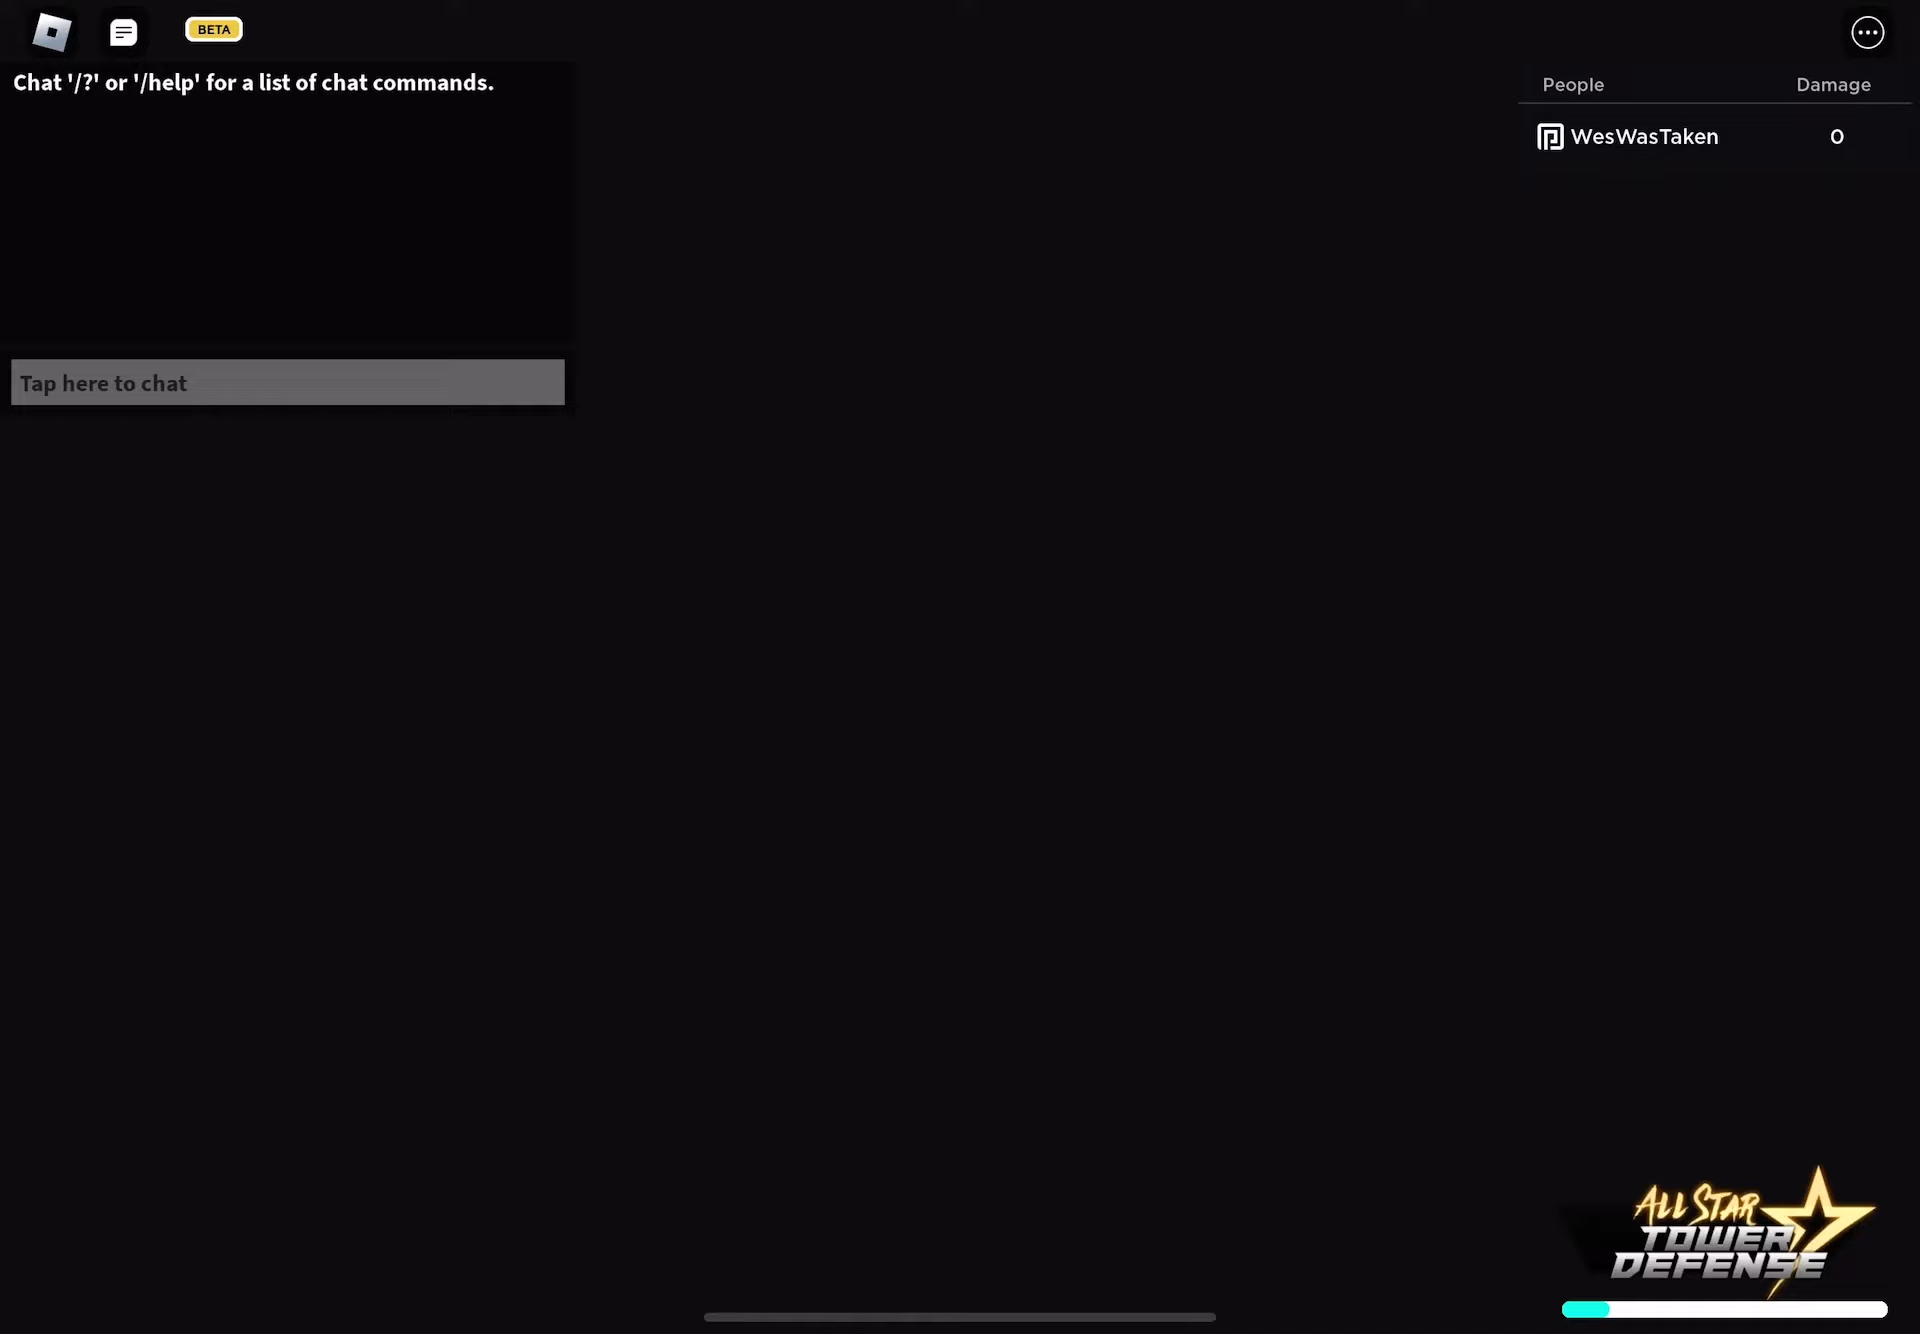 BETA
Chat '/?' or '/help' for a list of chat commands.
Tap here to chat
People Damage
WesWasTaken 0
ALL STAR
TOWER
DEFENSE